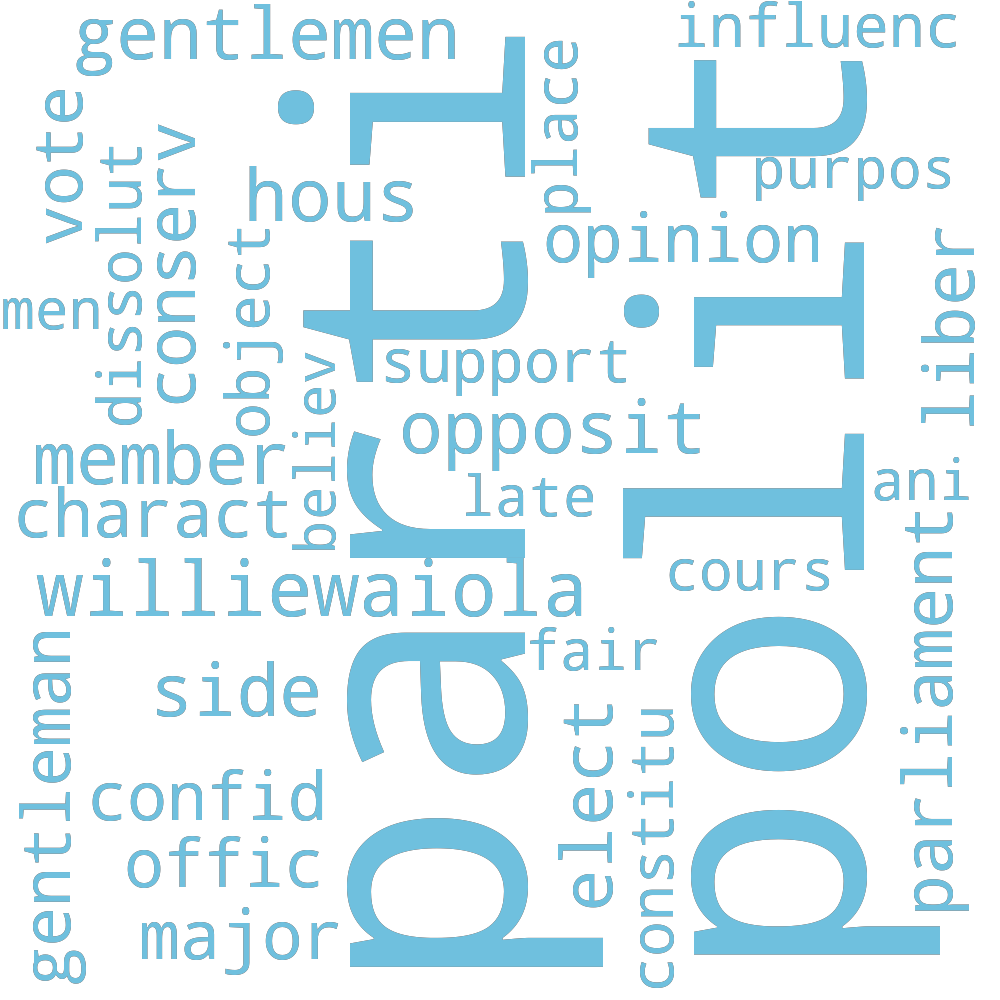 gentlemen
influenc
place
vote
dissolut
conserv
hous
purpos
object
opinion
men
parti
polit
liber
believ
support
opposit
member
charact
late
ani
williewaiola
cours
parliament
fair
gentleman
side
elect
constitu
confid
offic
major